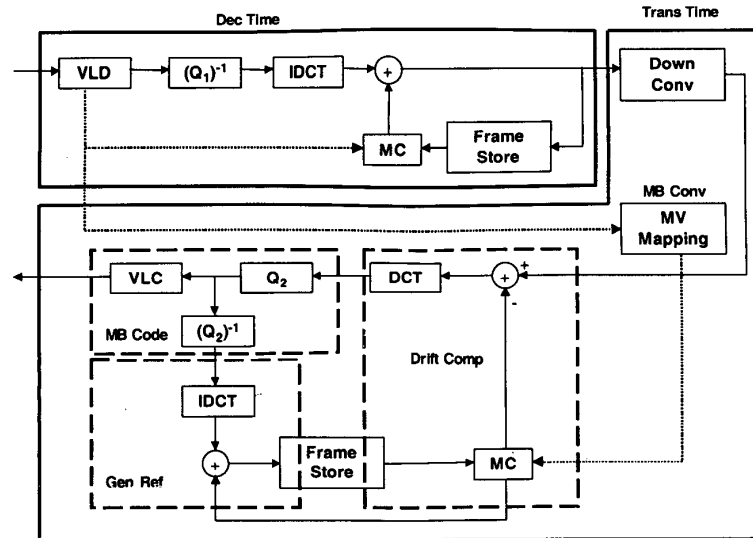 Dec Time
Trans Time
VLD
(Q₁)⁻¹
IDCT
+
Down
Conv
MC
Frame
Store
MB Conv
MV
Mapping
VLC
Q₂
DCT
+
+
-
MB Code
(Q₂)⁻¹
Drift Comp
IDCT
+
Frame
Store
MC
Gen Ref